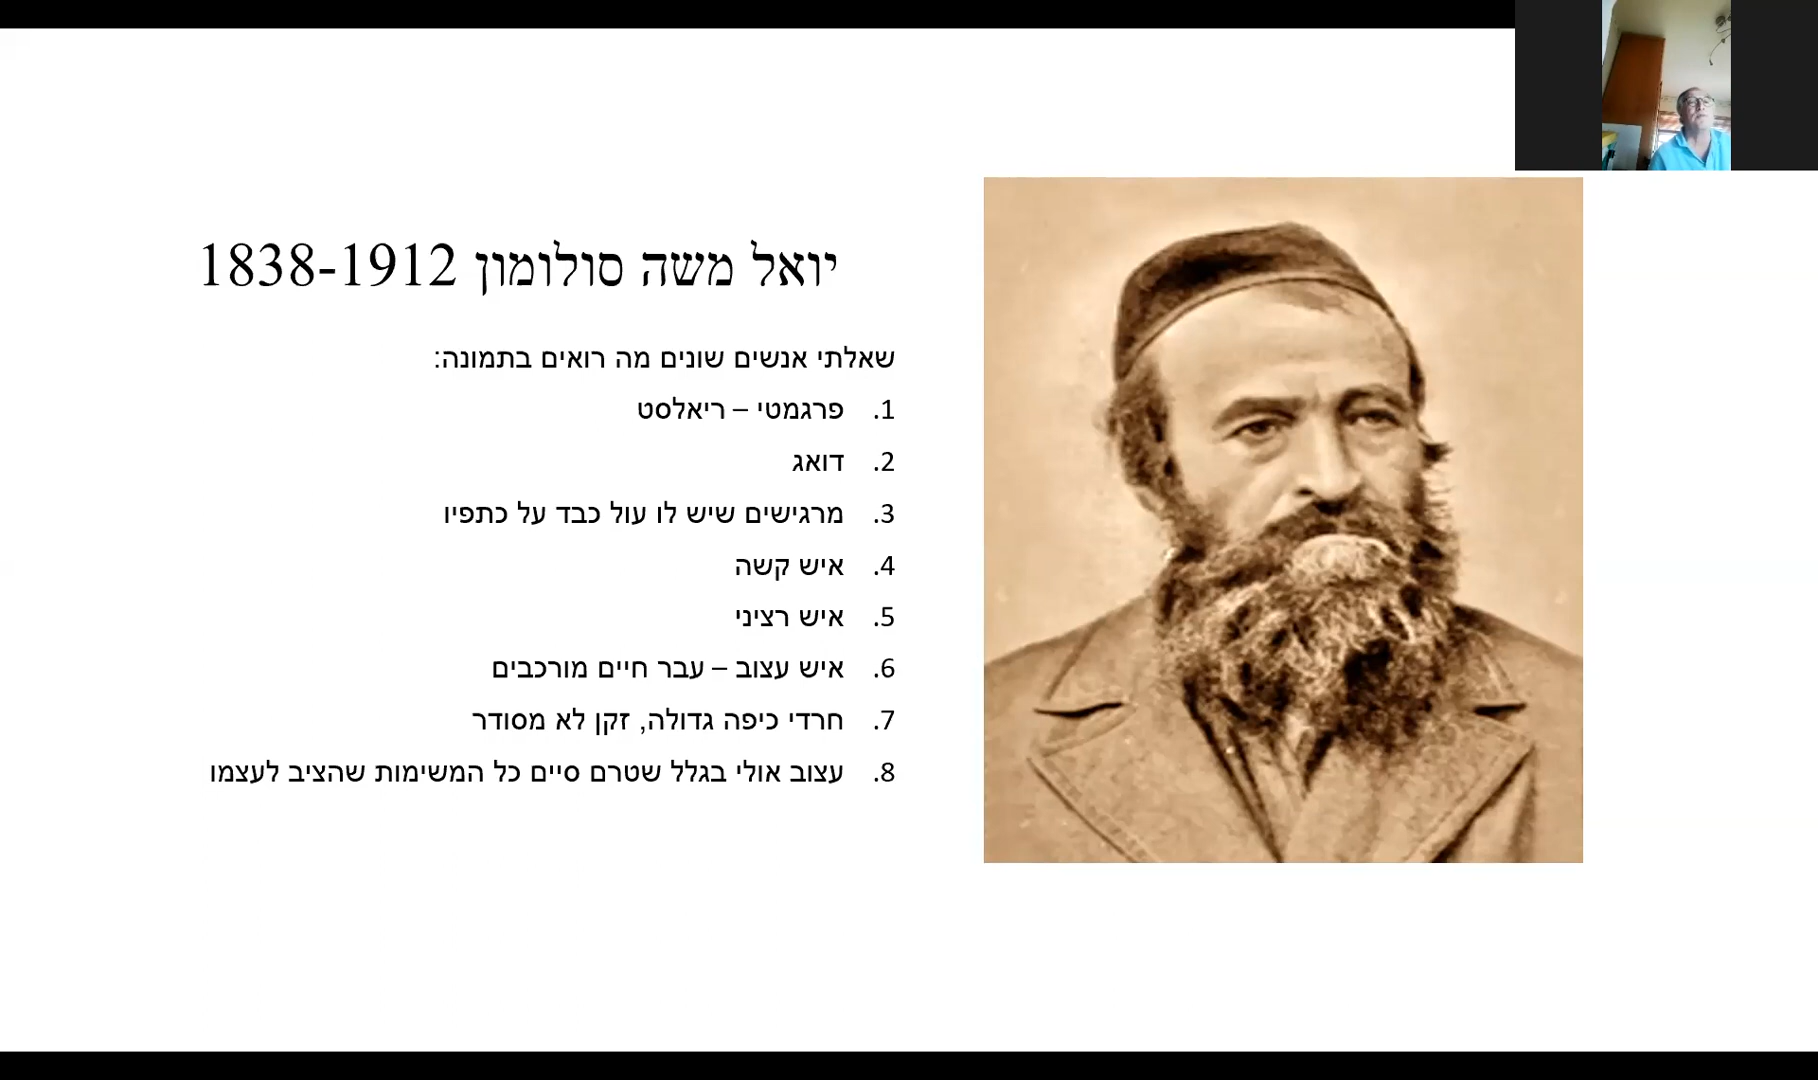 יואל משה סולומון 1838-1912
שאלתי אנשים שונים מה רואים בתמונה:
1. פרגמטי – ריאלסט
2. דואג
3. מרגישים שיש לו עול כבד על כתפיו
4. איש קשה
5. איש רציני
6. איש עצוב – עבר חיים מורכבים
7. חרדי כיפה גדולה, זקן לא מסודר
8. עצוב אולי בגלל שטרם סיים כל המשימות שהציב לעצמו